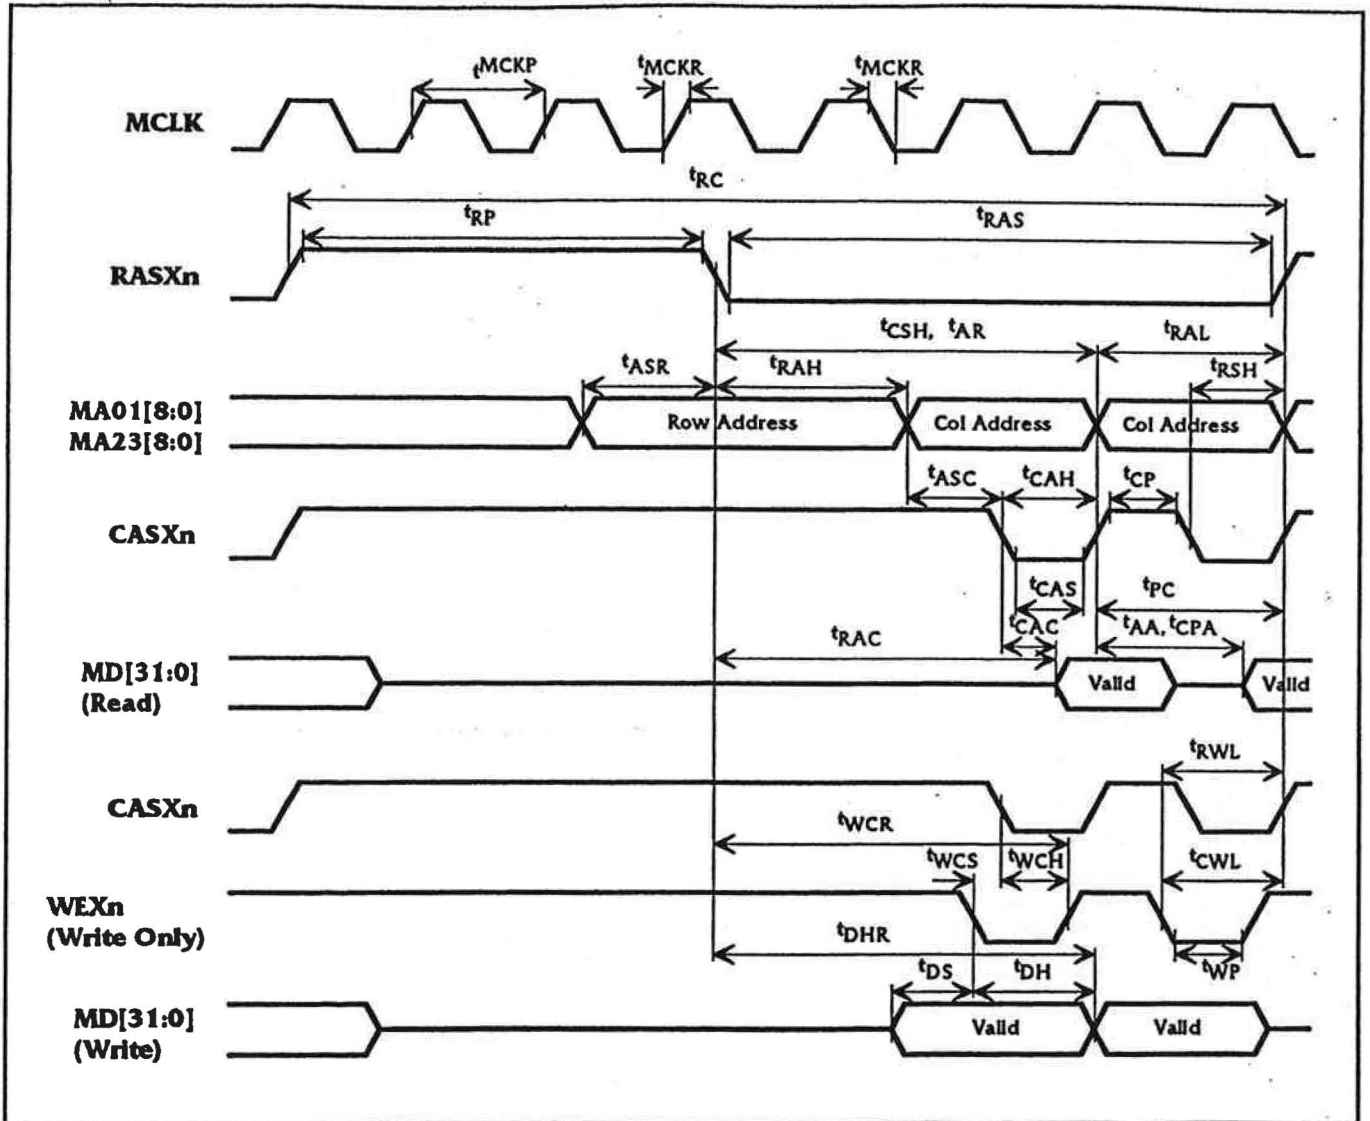 tMCKP tMCKR tMCKR
MCLK
tRC
tRP tRAS
RASXn
tCSH, tAR tRAL
tASR tRAH tRSH
MA01[8:0]
MA23[8:0]
Row Address Col Address Col Address
tASC tCAH tCP
CASXn
tCAS tPC
tRAC tCAC tAA, tCPA
MD[31:0]
(Read)
Valid Valid
tRWL
CASXn
tWCR
tWCS tWCH tCWL
WEXn
(Write Only)
tDHR
tDS tDH tWP
MD[31:0]
(Write)
Valid Valid